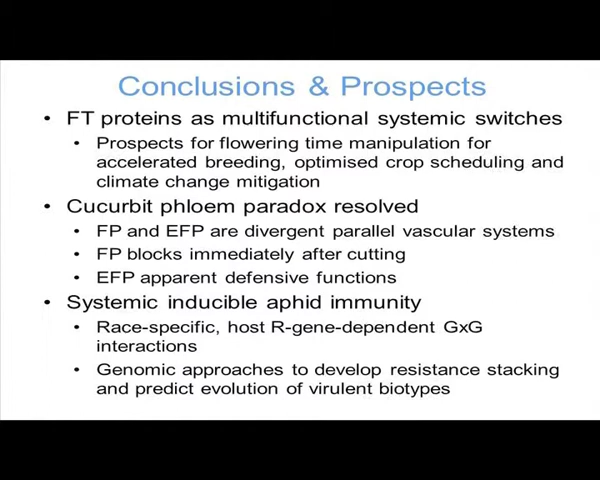 Conclusions & Prospects
• FT proteins as multifunctional systemic switches
• Prospects for flowering time manipulation for
accelerated breeding, optimised crop scheduling and
climate change mitigation
• Cucurbit phloem paradox resolved
• FP and EFP are divergent parallel vascular systems
• FP blocks immediately after cutting
• EFP apparent defensive functions
• Systemic inducible aphid immunity
• Race-specific, host R-gene-dependent GxG
interactions
• Genomic approaches to develop resistance stacking
and predict evolution of virulent biotypes